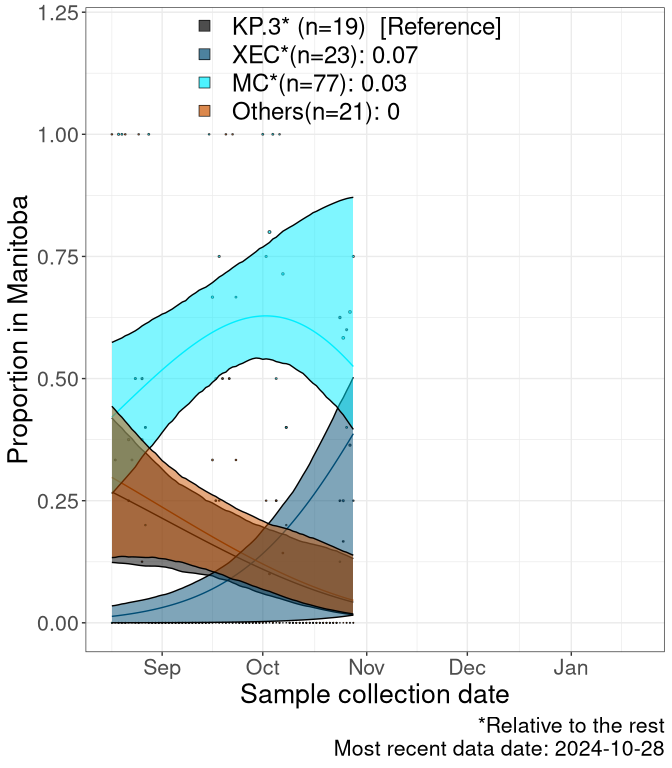 KP.3* (n=19)  [Reference]
XEC*(n=23): 0.07
MC*(n=77): 0.03
Others(n=21): 0
Proportion in Manitoba
1.25
1.00
0.75
0.50
0.25
0.00
Sep Oct Nov Dec Jan
Sample collection date
*Relative to the rest
Most recent data date: 2024-10-28